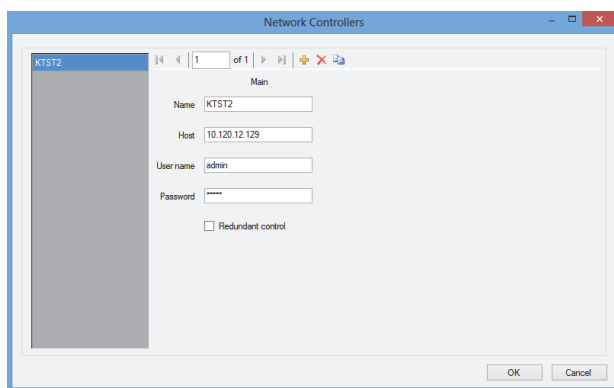 Network Controllers
KTST2
1 of 1
Main
Name KTST2
Host 10.120.12.129
User name admin
Password *****
Redundant control
OK Cancel